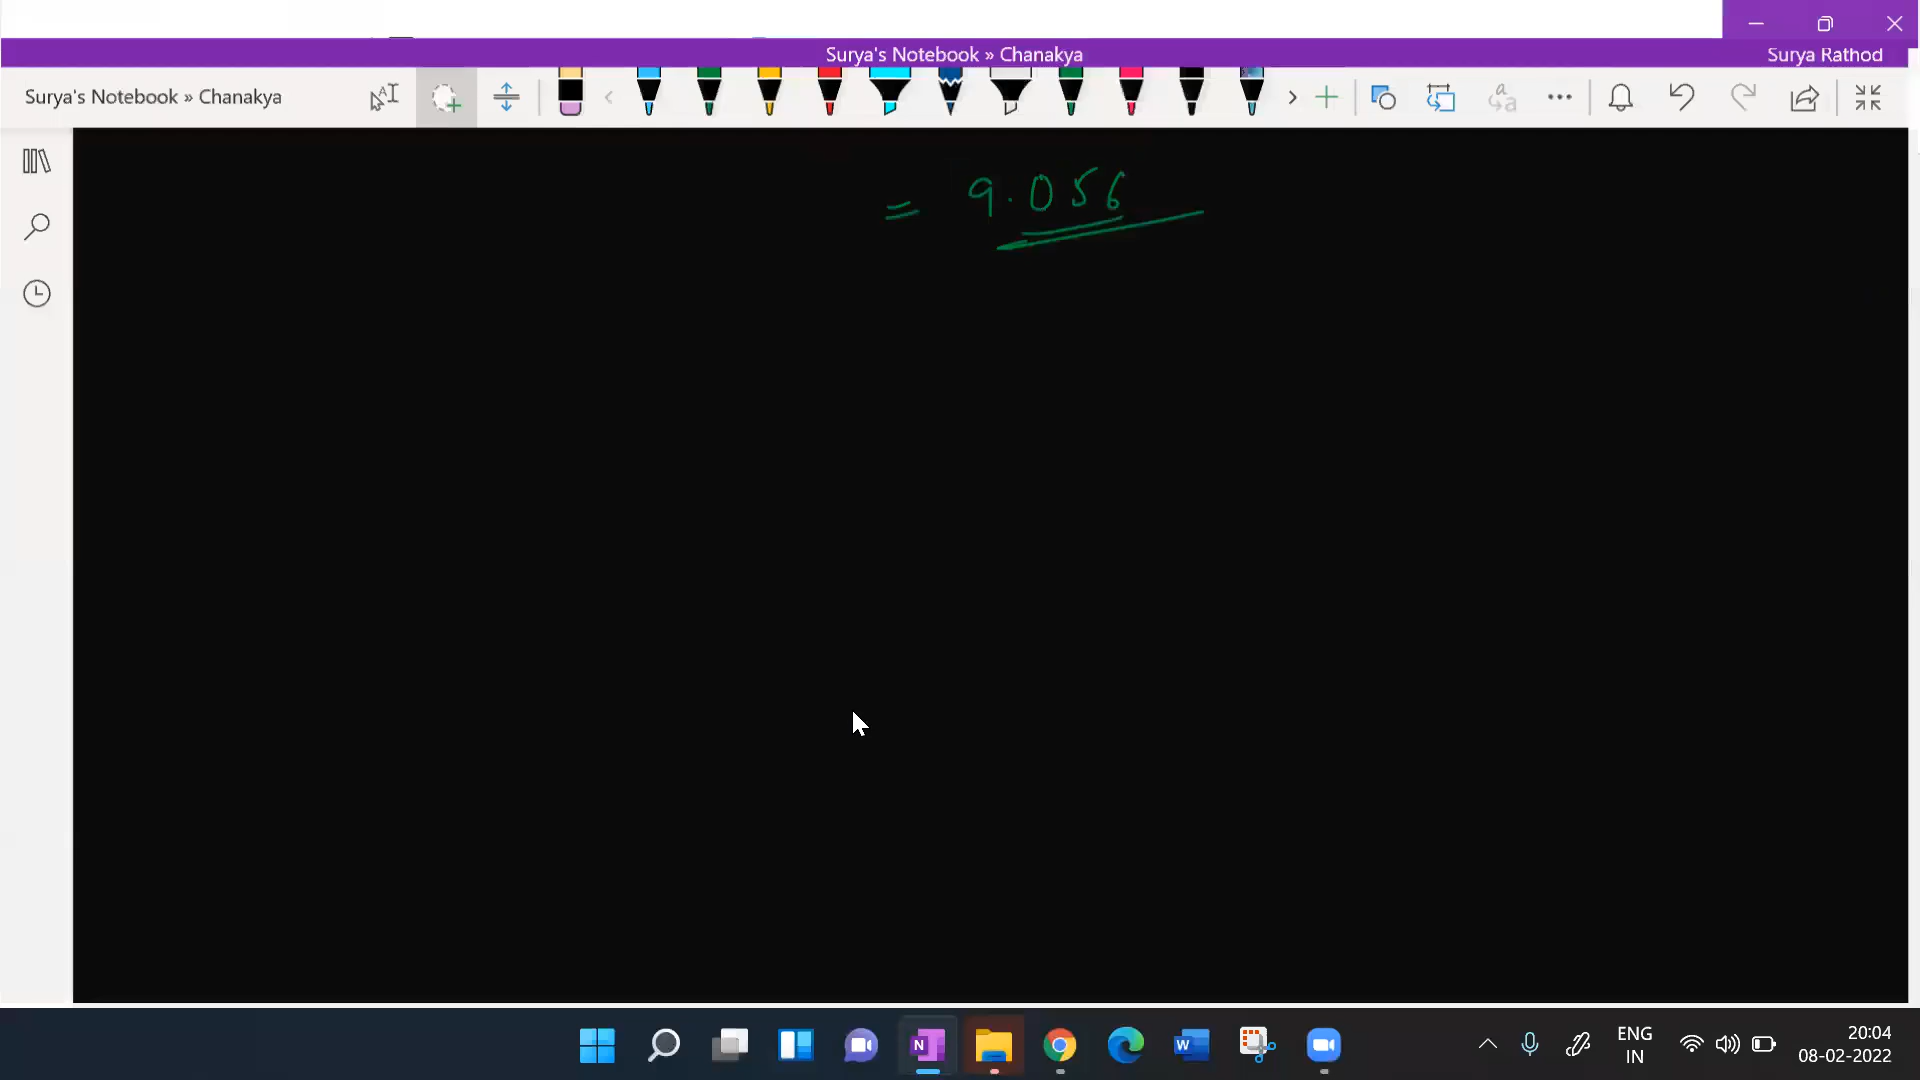 Surya's Notebook » Chanakya
Surya Rathod
Surya's Notebook » Chanakya
= 9.056
ENG
IN
20:04
08-02-2022